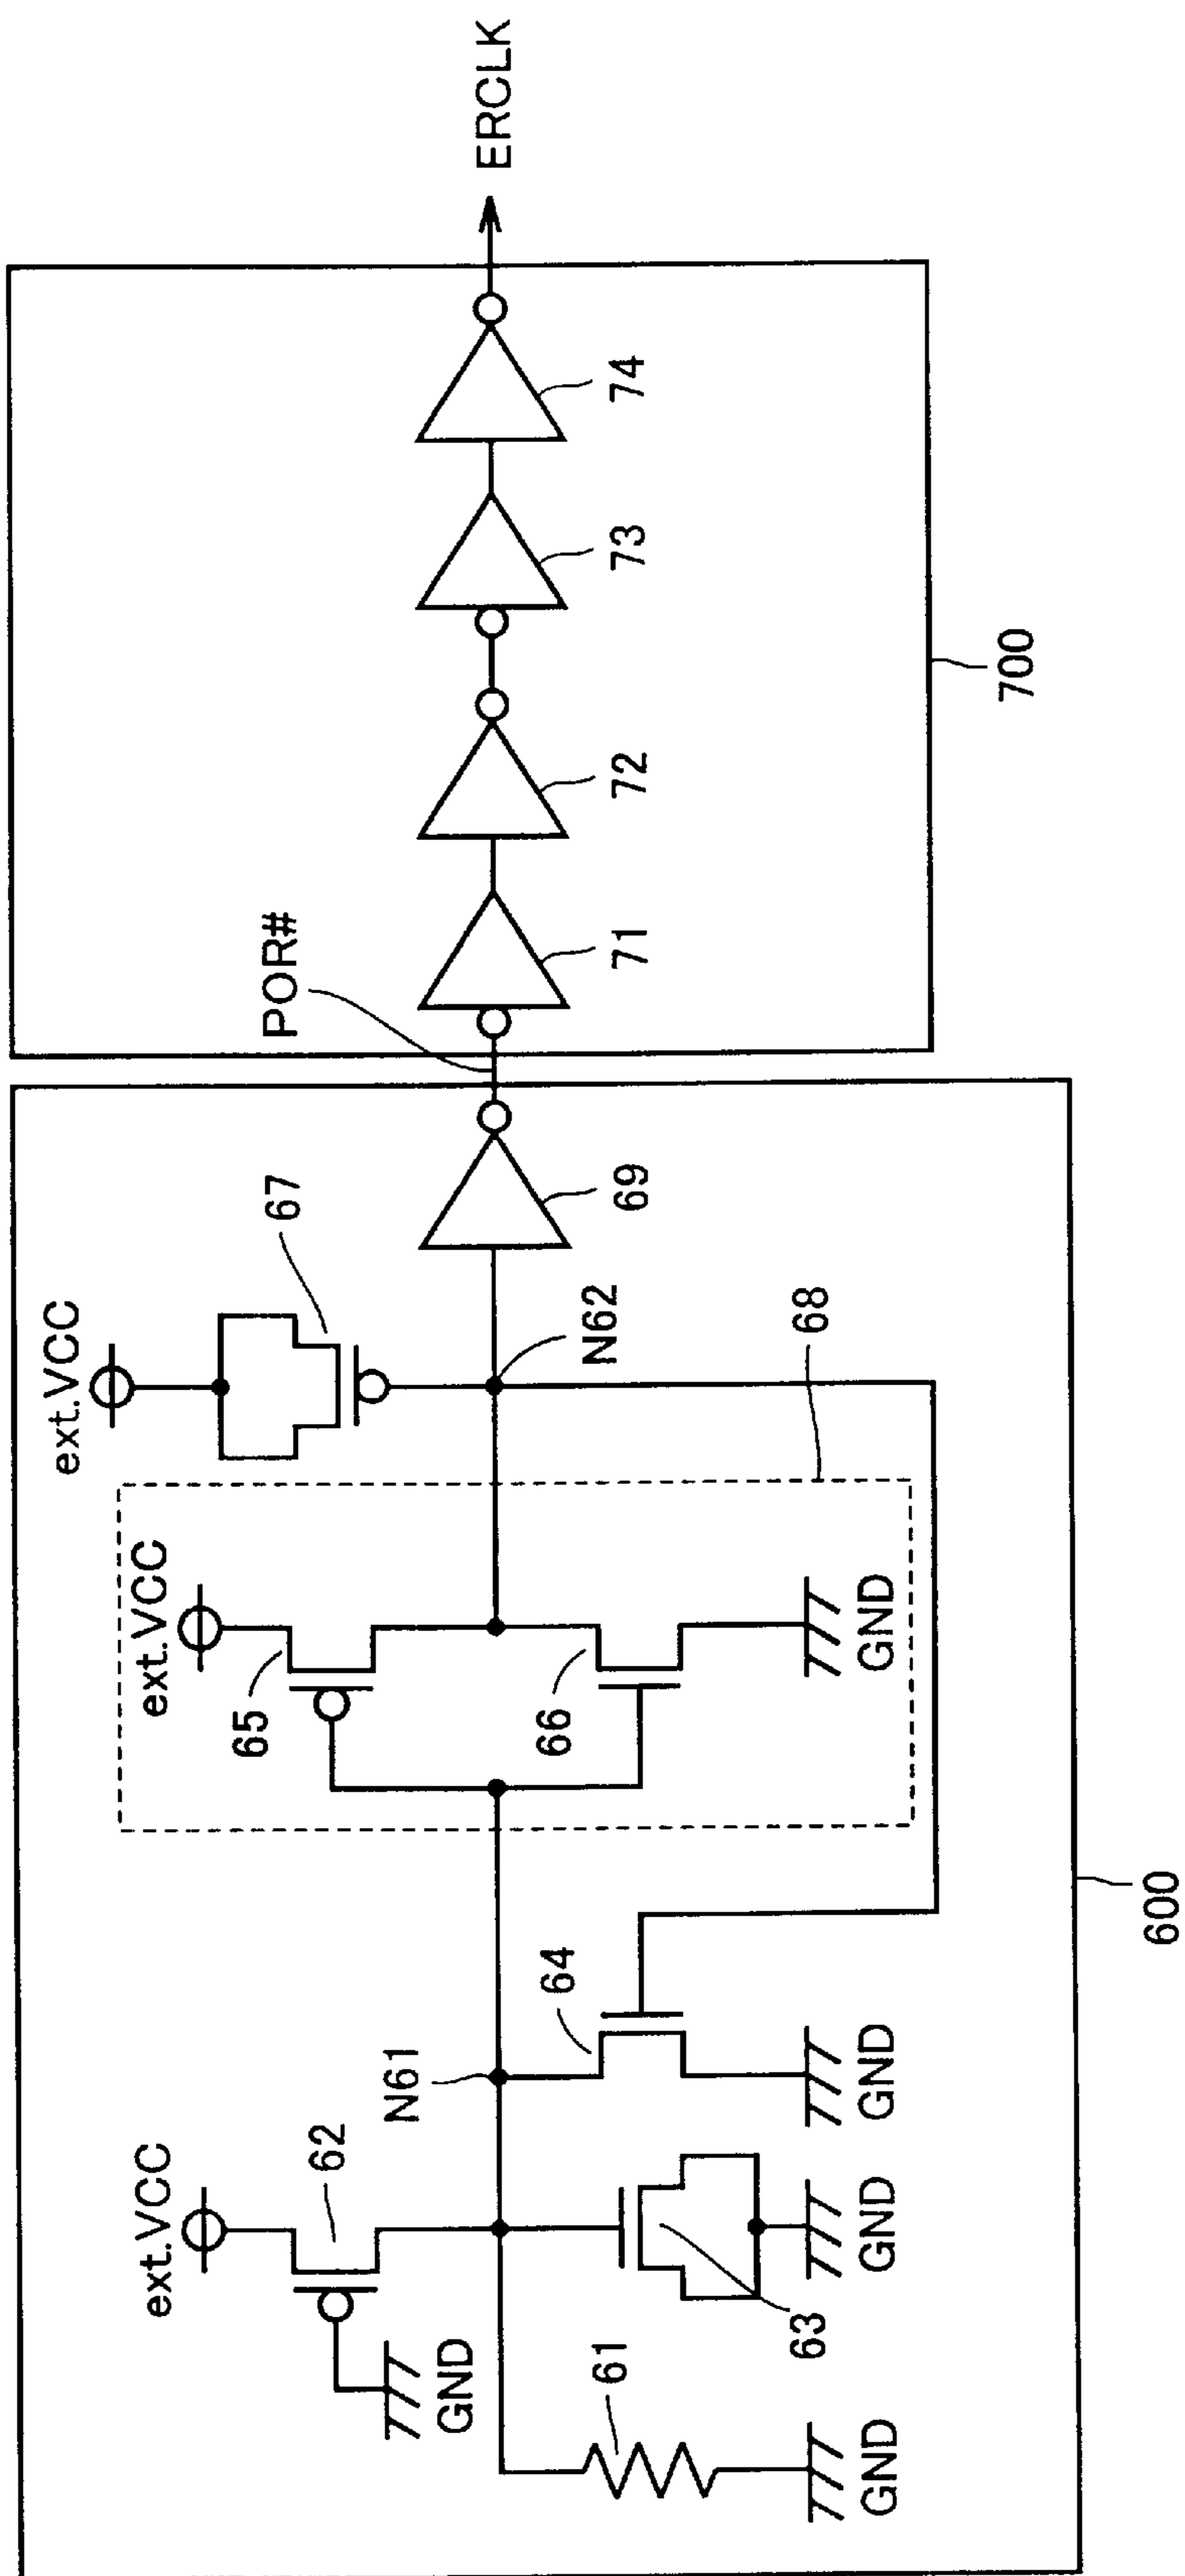 ext.VCC
62
GND
61
GND
63
GND
N61
64
GND
ext.VCC
65
66
GND
68
ext.VCC
67
N62
69
600
POR#
71
72
73
74
700
ERCLK